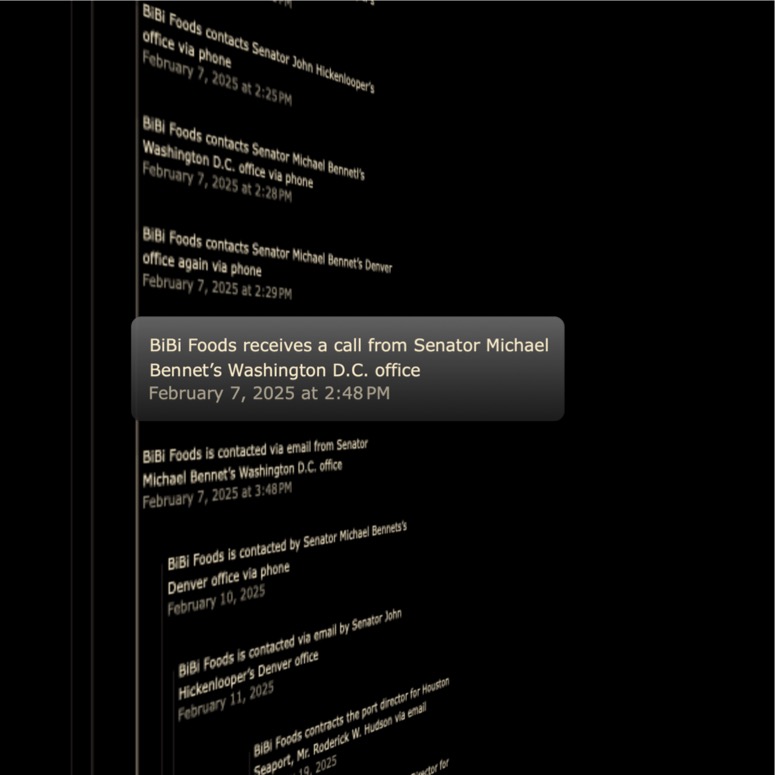 BiBi Foods contacts Senator John Hickenlooper's
office via phone
February 7, 2025 at 2:25 PM
BiBi Foods contacts Senator Michael Bennett's
Washington D.C. office via phone
February 7, 2025 at 2:28 PM
BiBi Foods contacts Senator Michael Bennet's Denver
office again via phone
February 7, 2025 at 2:29 PM
BiBi Foods receives a call from Senator Michael
Bennet’s Washington D.C. office
February 7, 2025 at 2:48 PM
BiBi Foods is contacted via email from Senator
Michael Bennet's Washington D.C. office
February 7, 2025 at 3:48 PM
BiBi Foods is contacted by Senator Michael Bennets's
Denver office via phone
February 10, 2025
BiBi Foods is contacted via email by Senator John
Hickenlooper's Denver office
February 11, 2025
BiBi Foods contracts the port director for Houston
Seaport, Mr. Roderick W. Hudson via email
19, 2025